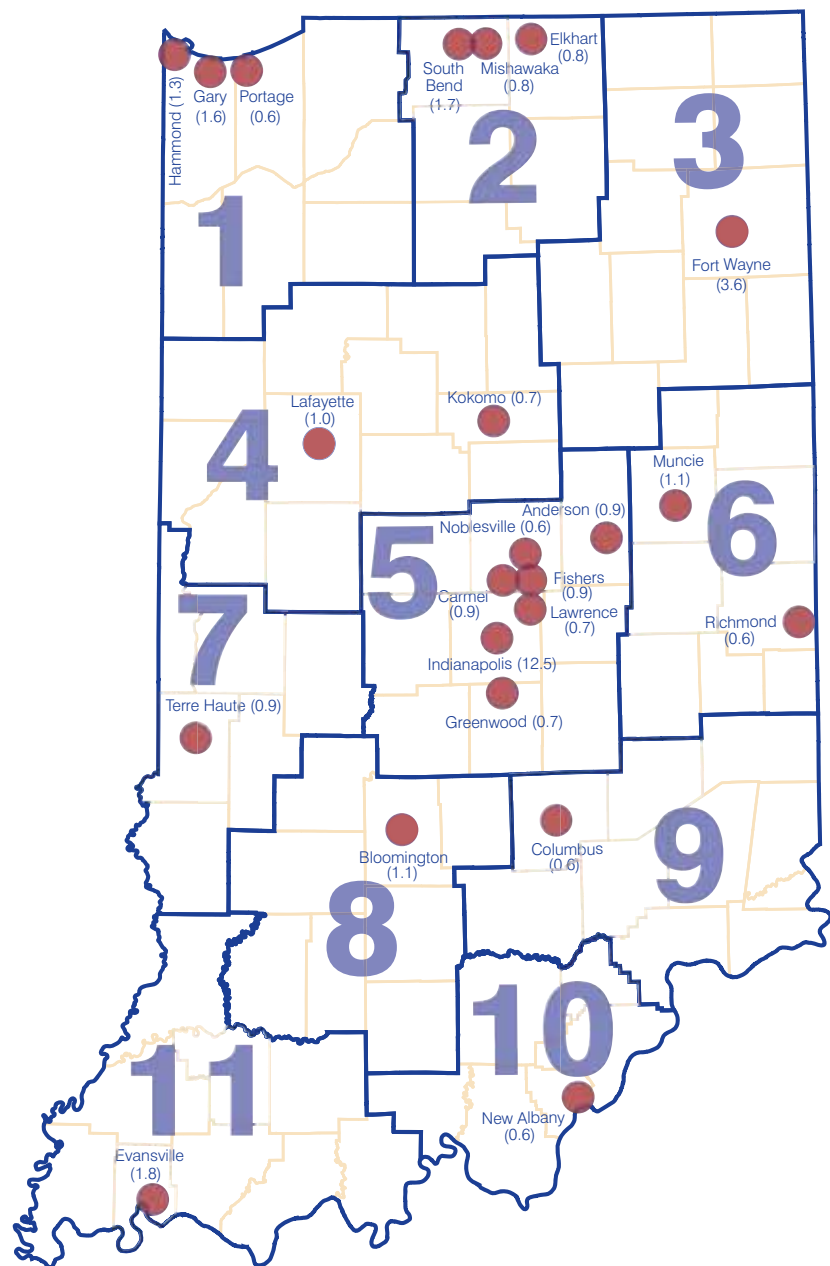 Hammond (1.3)
Gary
(1.6)
Portage
(0.6)
South
Bend
(1.7)
Mishawaka
(0.8)
Elkhart
(0.8)
1
2
3
Fort Wayne
(3.6)
Lafayette
(1.0)
Kokomo (0.7)
4
Muncie
(1.1)
6
Richmond
(0.6)
Anderson (0.9)
Noblesville (0.6)
5
Carmel
(0.9)
Fishers
(0.9)
Lawrence
(0.7)
Indianapolis (12.5)
Greenwood (0.7)
7
Terre Haute (0.9)
Bloomington
(1.1)
8
Columbus
(0.6)
9
10
New Albany
(0.6)
11
Evansville
(1.8)